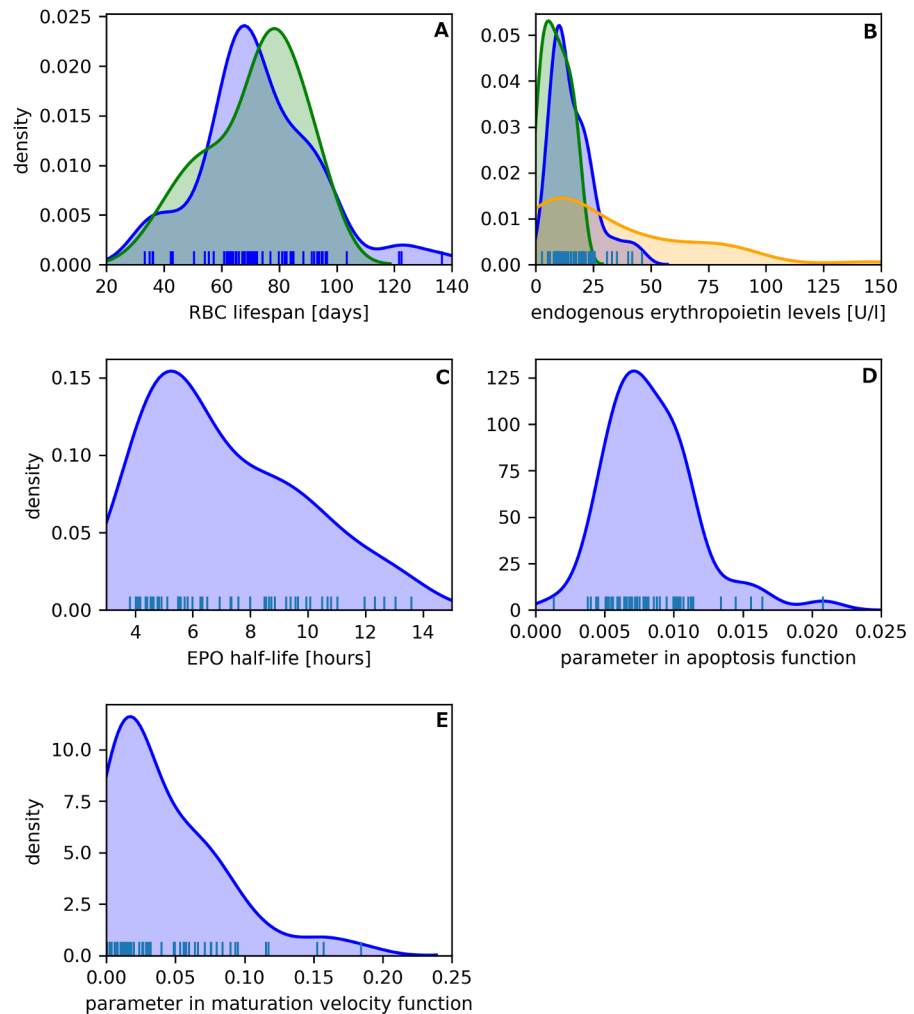 A
0.025
0.020
0.015
0.010
0.005
0.000
density
20 40 60 80 100 120 140
RBC lifespan [days]
B
0.05
0.04
0.03
0.02
0.01
0.00
0 25 50 75 100 125 150
endogenous erythropoietin levels [U/l]
C
0.15
0.10
0.05
0.00
density
4 6 8 10 12 14
EPO half-life [hours]
D
125
100
75
50
25
0
0.000 0.005 0.010 0.015 0.020 0.025
parameter in apoptosis function
E
10.0
7.5
5.0
2.5
0.0
density
0.00 0.05 0.10 0.15 0.20 0.25
parameter in maturation velocity function